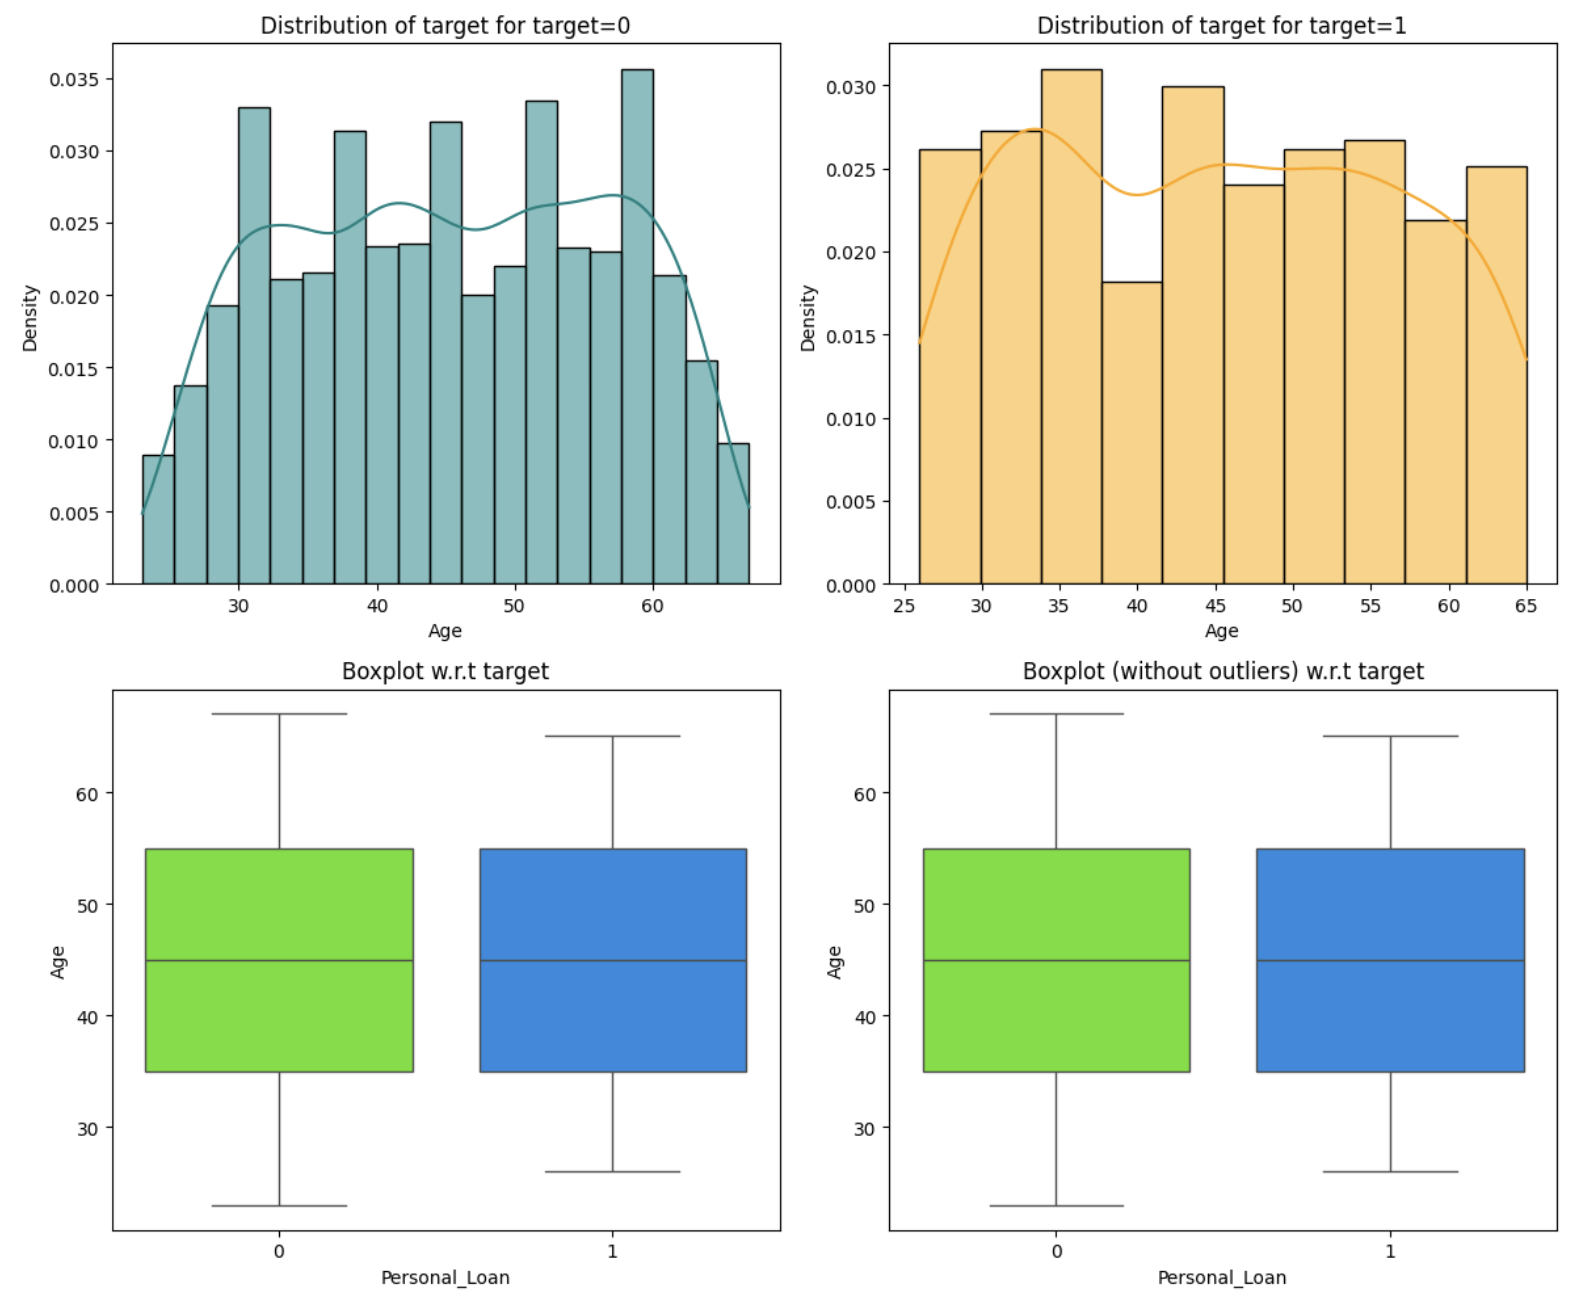 Distribution of target for target=0
0.035
0.030
0.025
0.020
0.015
0.010
0.005
0.000
Density
30 40 50 60
Age
Distribution of target for target=1
0.030
0.025
0.020
0.015
0.010
0.005
0.000
Density
25 30 35 40 45 50 55 60 65
Age
Boxplot w.r.t target
60
50
40
30
Age
0 1
Personal_Loan
Boxplot (without outliers) w.r.t target
60
50
40
30
Age
0 1
Personal_Loan